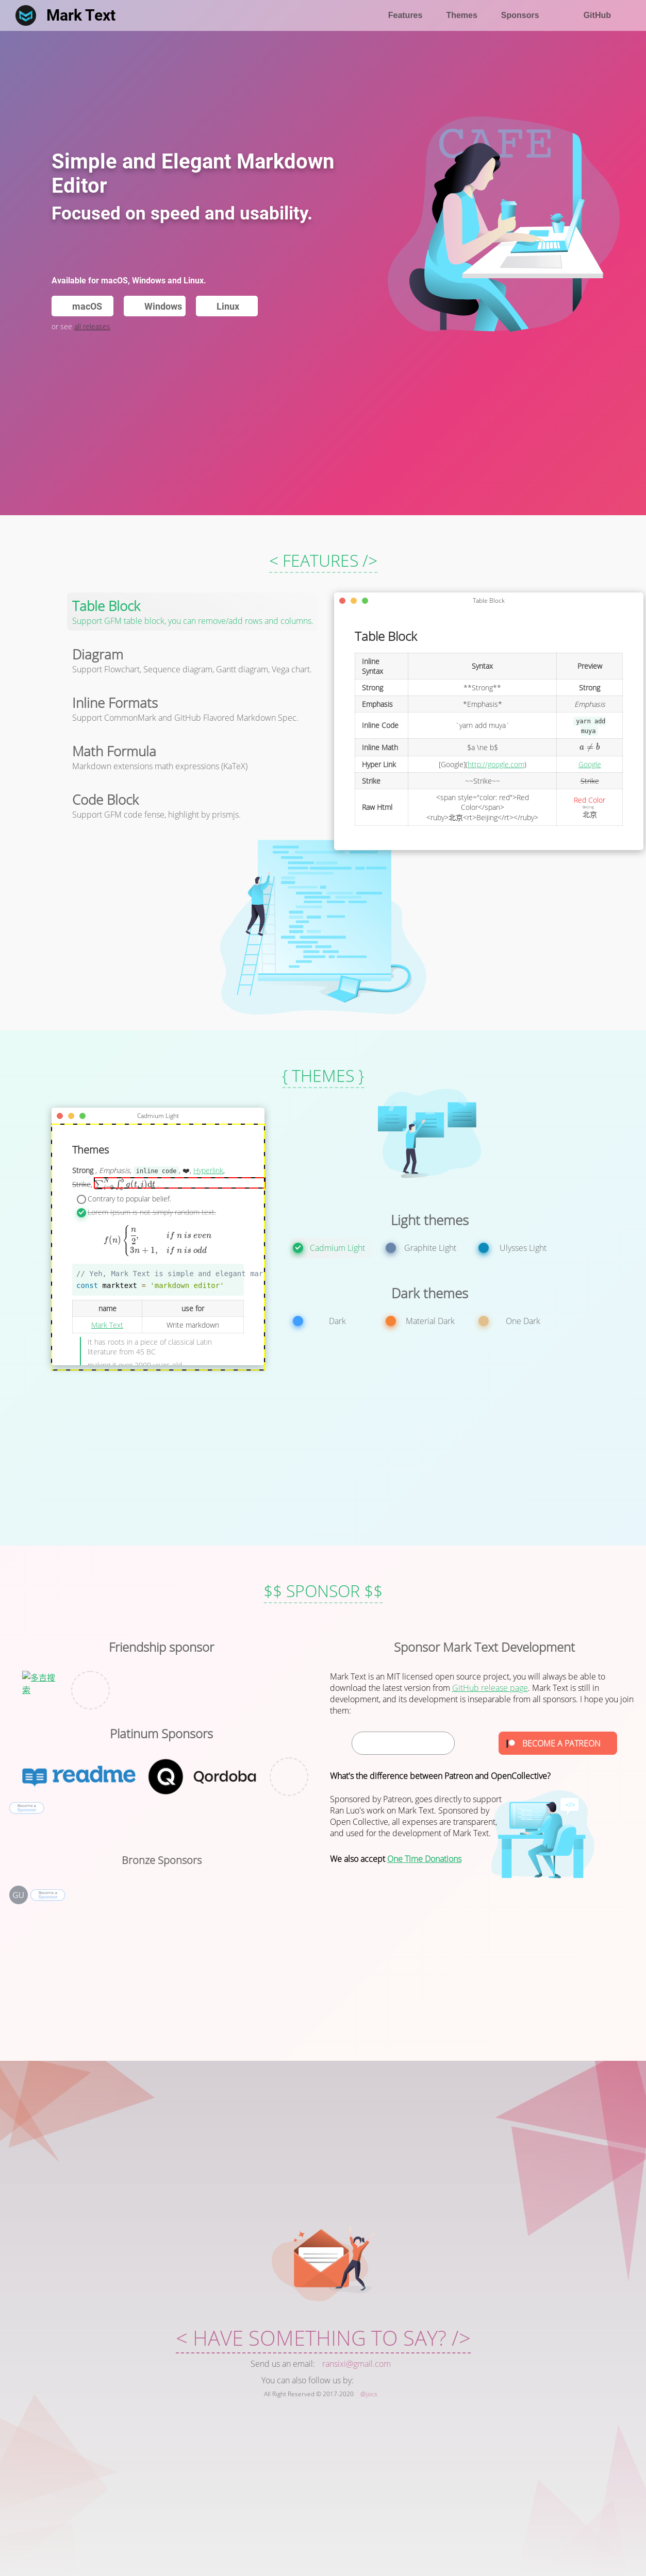 Mark Text
Features
Themes
Sponsors
GitHub
CAFE
Simple and Elegant Markdown
Editor
Focused on speed and usability.
Available for macOS, Windows and Linux.
macOS
Windows
Linux
or see all releases
< FEATURES />
Table Block
Support GFM table block, you can remove/add rows and columns.
Diagram
Support Flowchart, Sequence diagram, Gantt diagram, Vega chart.
Inline Formats
Support CommonMark and GitHub Flavored Markdown Spec.
Math Formula
Markdown extensions math expressions (KaTeX)
Code Block
Support GFM code fense, highlight by prismjs.
Table Block
Table Block
Inline Syntax
Syntax
Preview
Strong
**Strong**
Strong
Emphasis
*Emphasis*
Emphasis
Inline Code
`yarn add muya`
yarn add
muya
Inline Math
$a \ne b$
a ≠ b
Hyper Link
[Google](http://google.com)
Google
Strike
~~Strike~~
Strike
Raw Html
<span style="color: red">Red
Color</span>
<ruby>北京<rt>Beijing</rt></ruby>
Red Color
Beijing
北京
{ THEMES }
Cadmium Light
Themes
Strong , Emphasis, inline code , ❤️, Hyperlink,
Strike,
Contrary to popular belief.
Lorem Ipsum is not simply random text.
f(n) { n/2, if n is even
3n + 1, if n is odd
// Yeh, Mark Text is simple and elegant mar
const marktext = 'markdown editor'
name
use for
Mark Text
Write markdown
It has roots in a piece of classical Latin
literature from 45 BC
making it over 2000 years old
Light themes
Cadmium Light
Graphite Light
Ulysses Light
Dark themes
Dark
Material Dark
One Dark
$$ SPONSOR $$
Friendship sponsor
多吉搜索
Platinum Sponsors
readme
Qordoba
Become a
Sponsor
Bronze Sponsors
GU
Become a
Sponsor
Sponsor Mark Text Development
Mark Text is an MIT licensed open source project, you will always be able to
download the latest version from GitHub release page. Mark Text is still in
development, and its development is inseparable from all sponsors. I hope you join
them:
BECOME A PATREON
What's the difference between Patreon and OpenCollective?
Sponsored by Patreon, goes directly to support
Ran Luo's work on Mark Text. Sponsored by
Open Collective, all expenses are transparent,
and used for the development of Mark Text.
We also accept One Time Donations
</>
< HAVE SOMETHING TO SAY? />
Send us an email: ransixi@gmail.com
You can also follow us by:
All Right Reserved © 2017-2020 @jocs